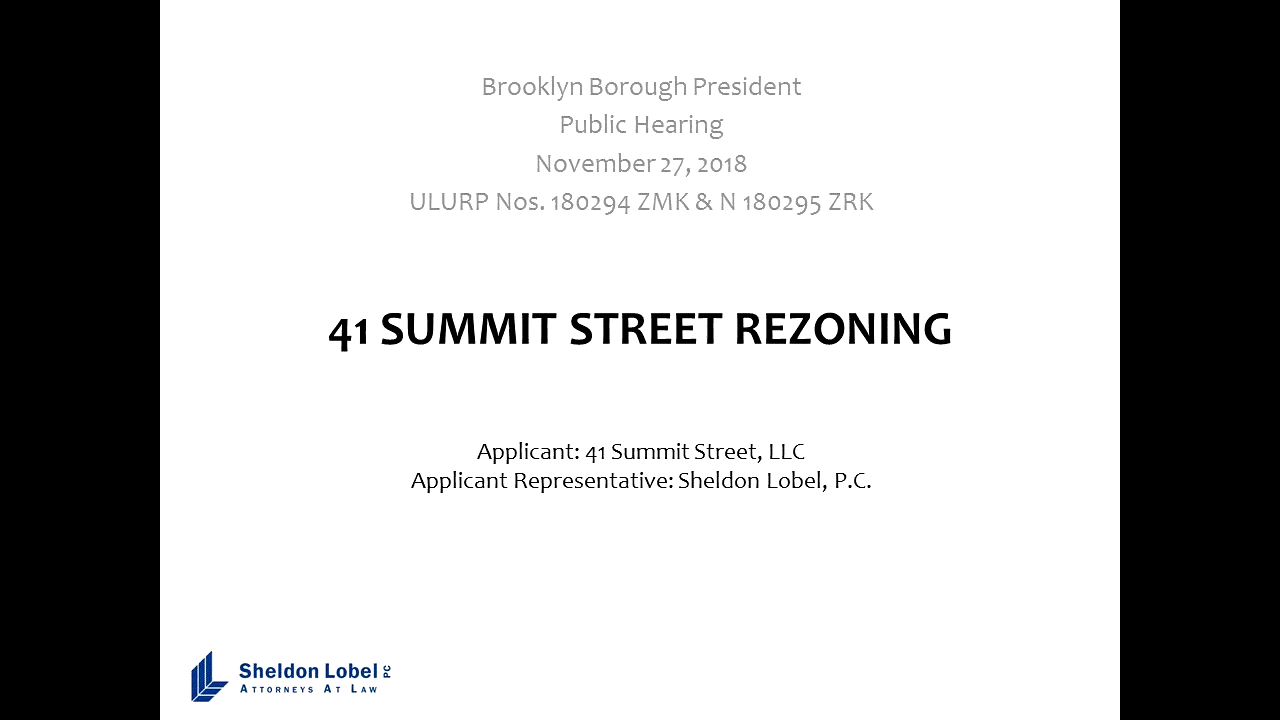 Brooklyn Borough President
Public Hearing
November 27, 2018
ULURP Nos. 180294 ZMK & N 180295 ZRK
41 SUMMIT STREET REZONING
Applicant: 41 Summit Street, LLC
Applicant Representative: Sheldon Lobel, P.C.
Sheldon Lobel PC
ATTORNEYS AT LAW